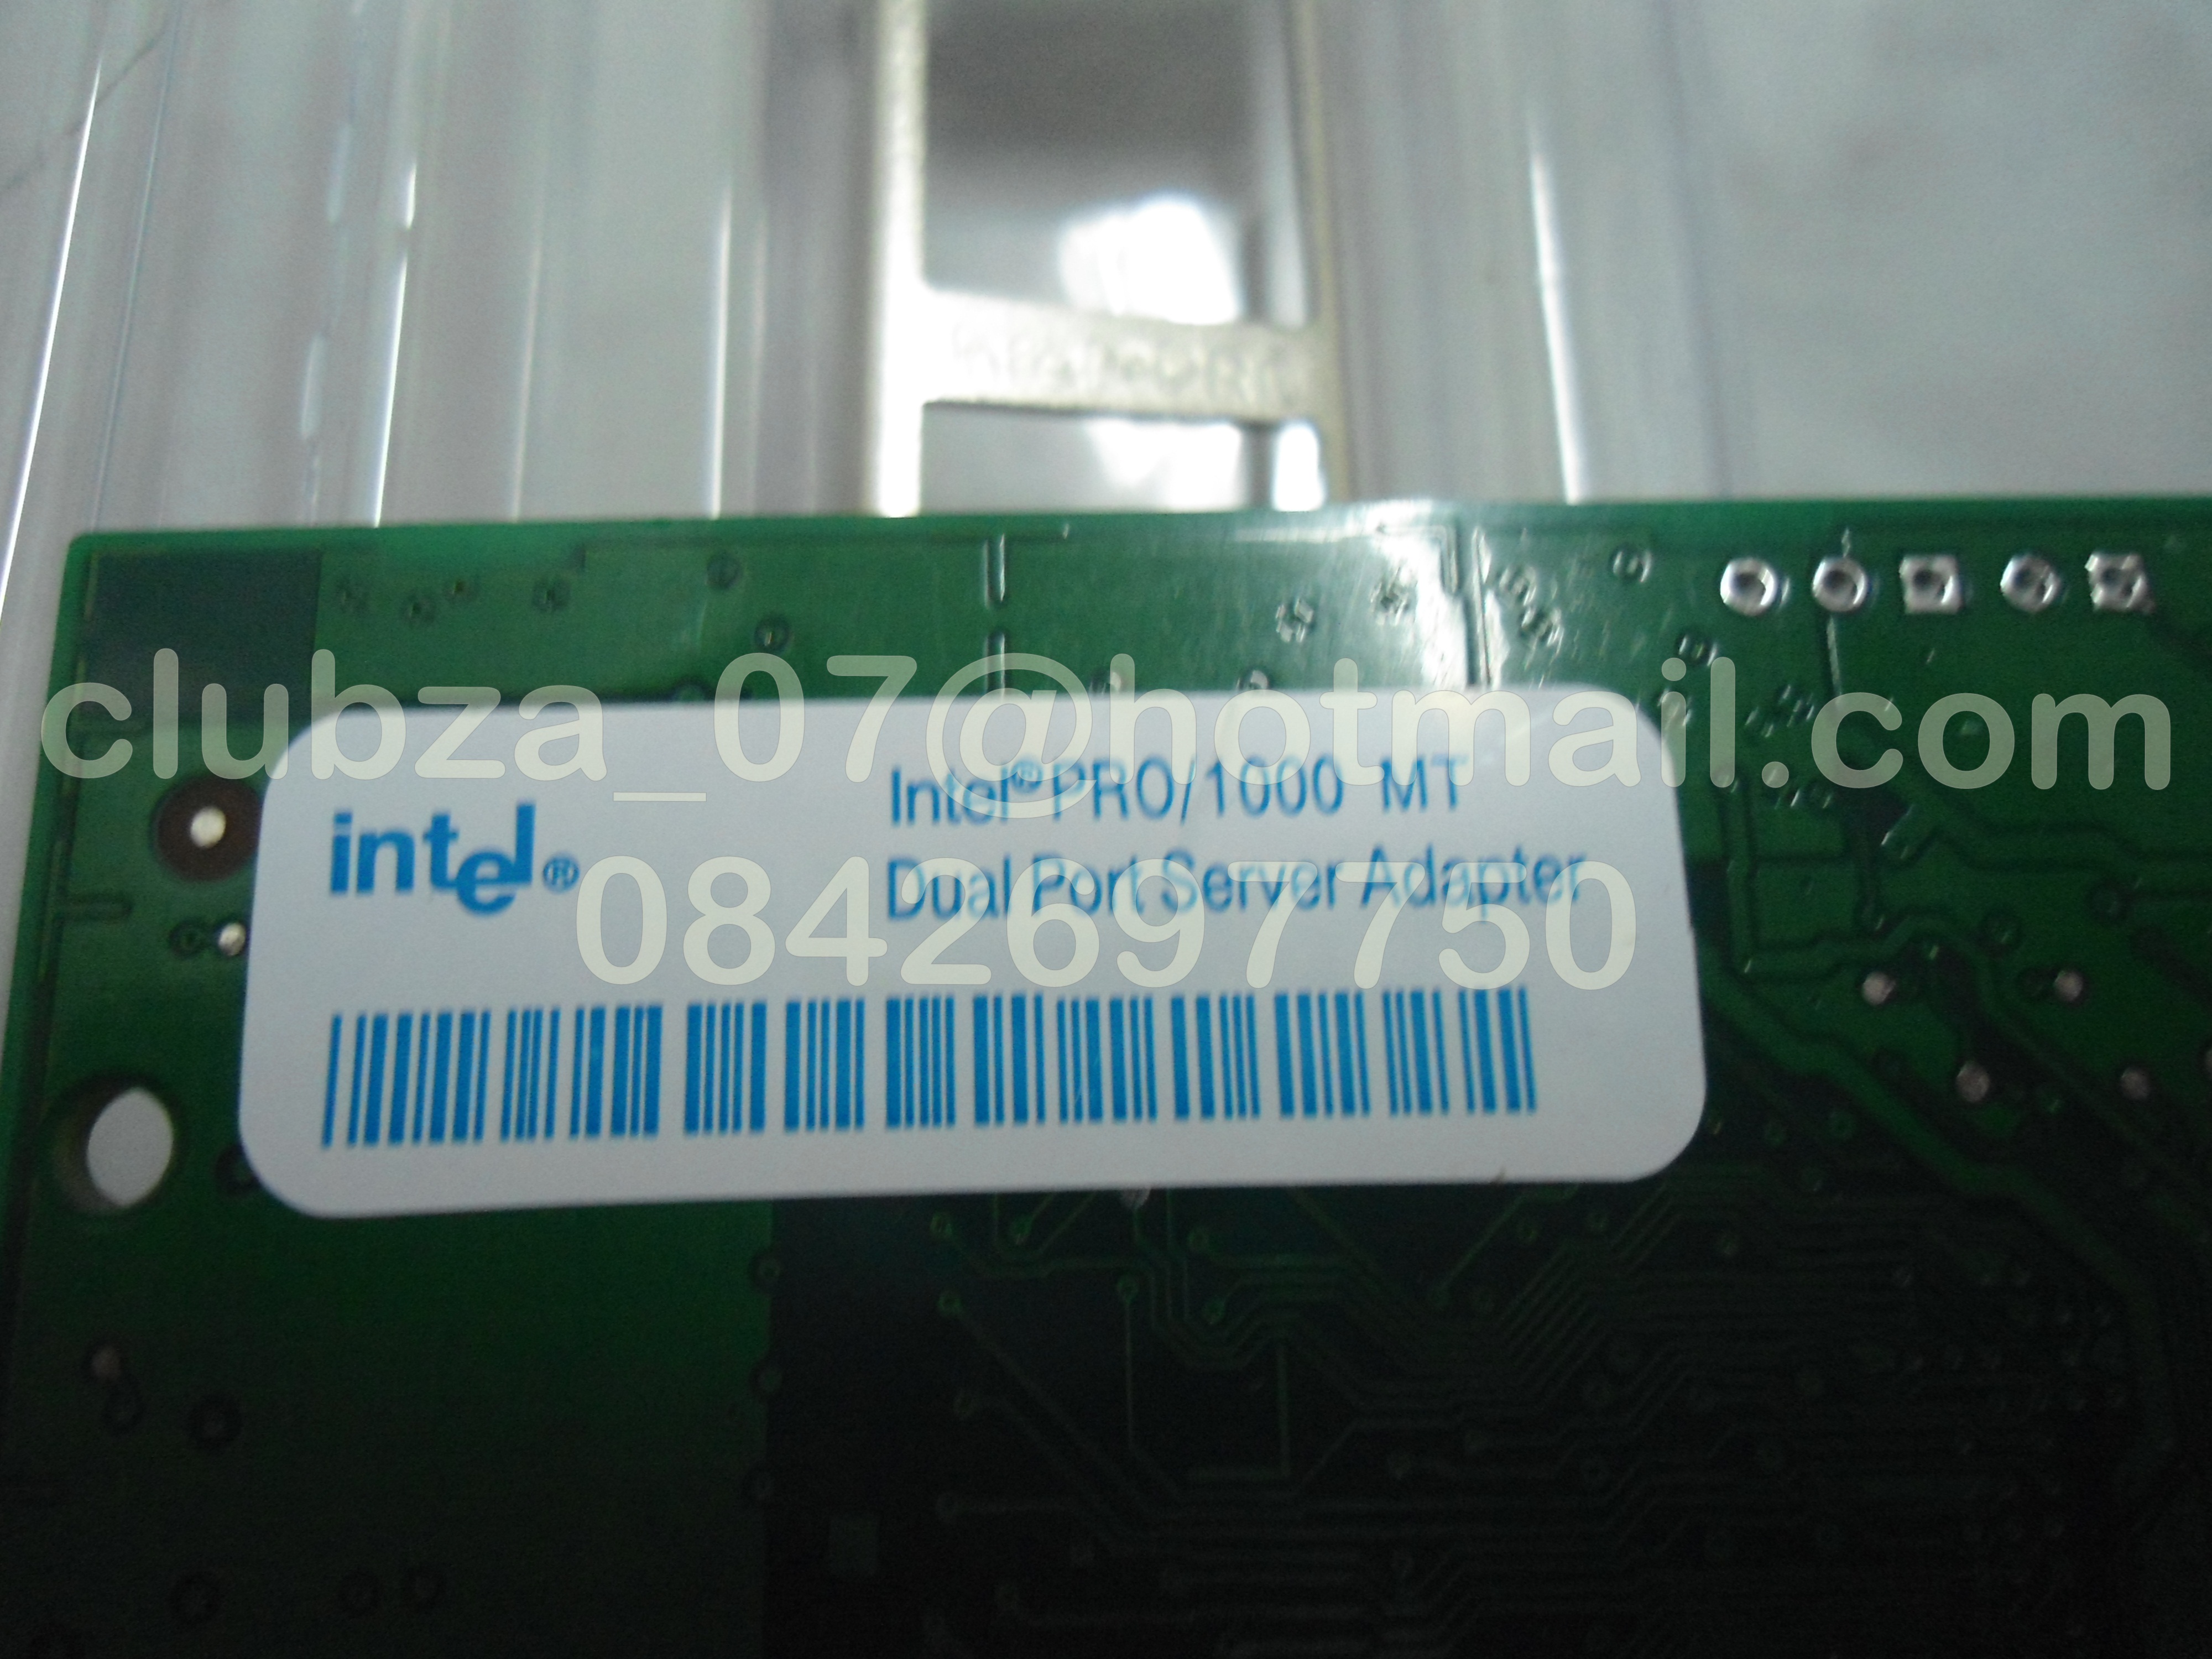 clubza_07@hotmail.com
Intel® PRO/1000 MT
intel®
Dual Port Server Adapter
0842697750